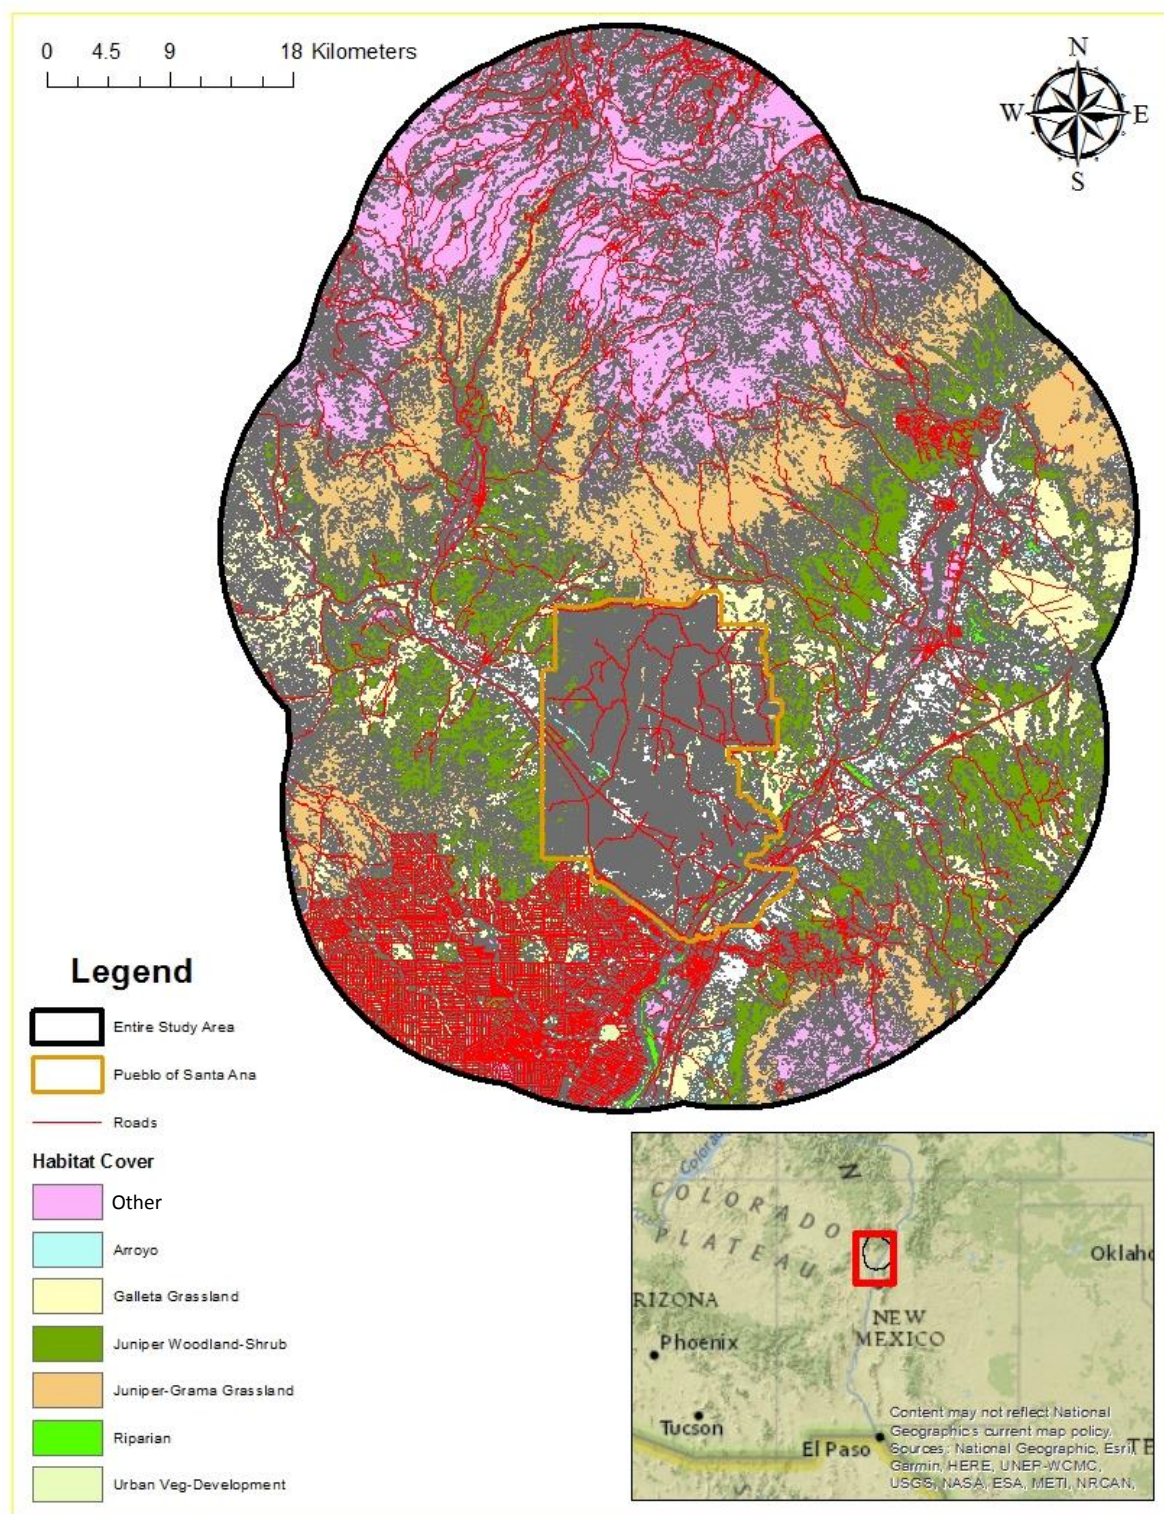 0 4.5 9 18 Kilometers
N
W E
S
Legend
Entire Study Area
Pueblo of Santa Ana
Roads
Habitat Cover
Other
Arroyo
Galleta Grassland
Juniper Woodland-Shrub
Juniper-Grama Grassland
Riparian
Urban Veg-Development
Colorad
N
COLORADO
PLATEAU
Oklaho
RIZONA
NEW
MEXICO
Phoenix
Tucson
El Paso
TE
Content may not reflect National
Geographic's current map policy.
Sources: National Geographic, Esri,
Garmin, HERE, UNEP-WCMC,
USGS, NASA, ESA, METI, NRCAN,